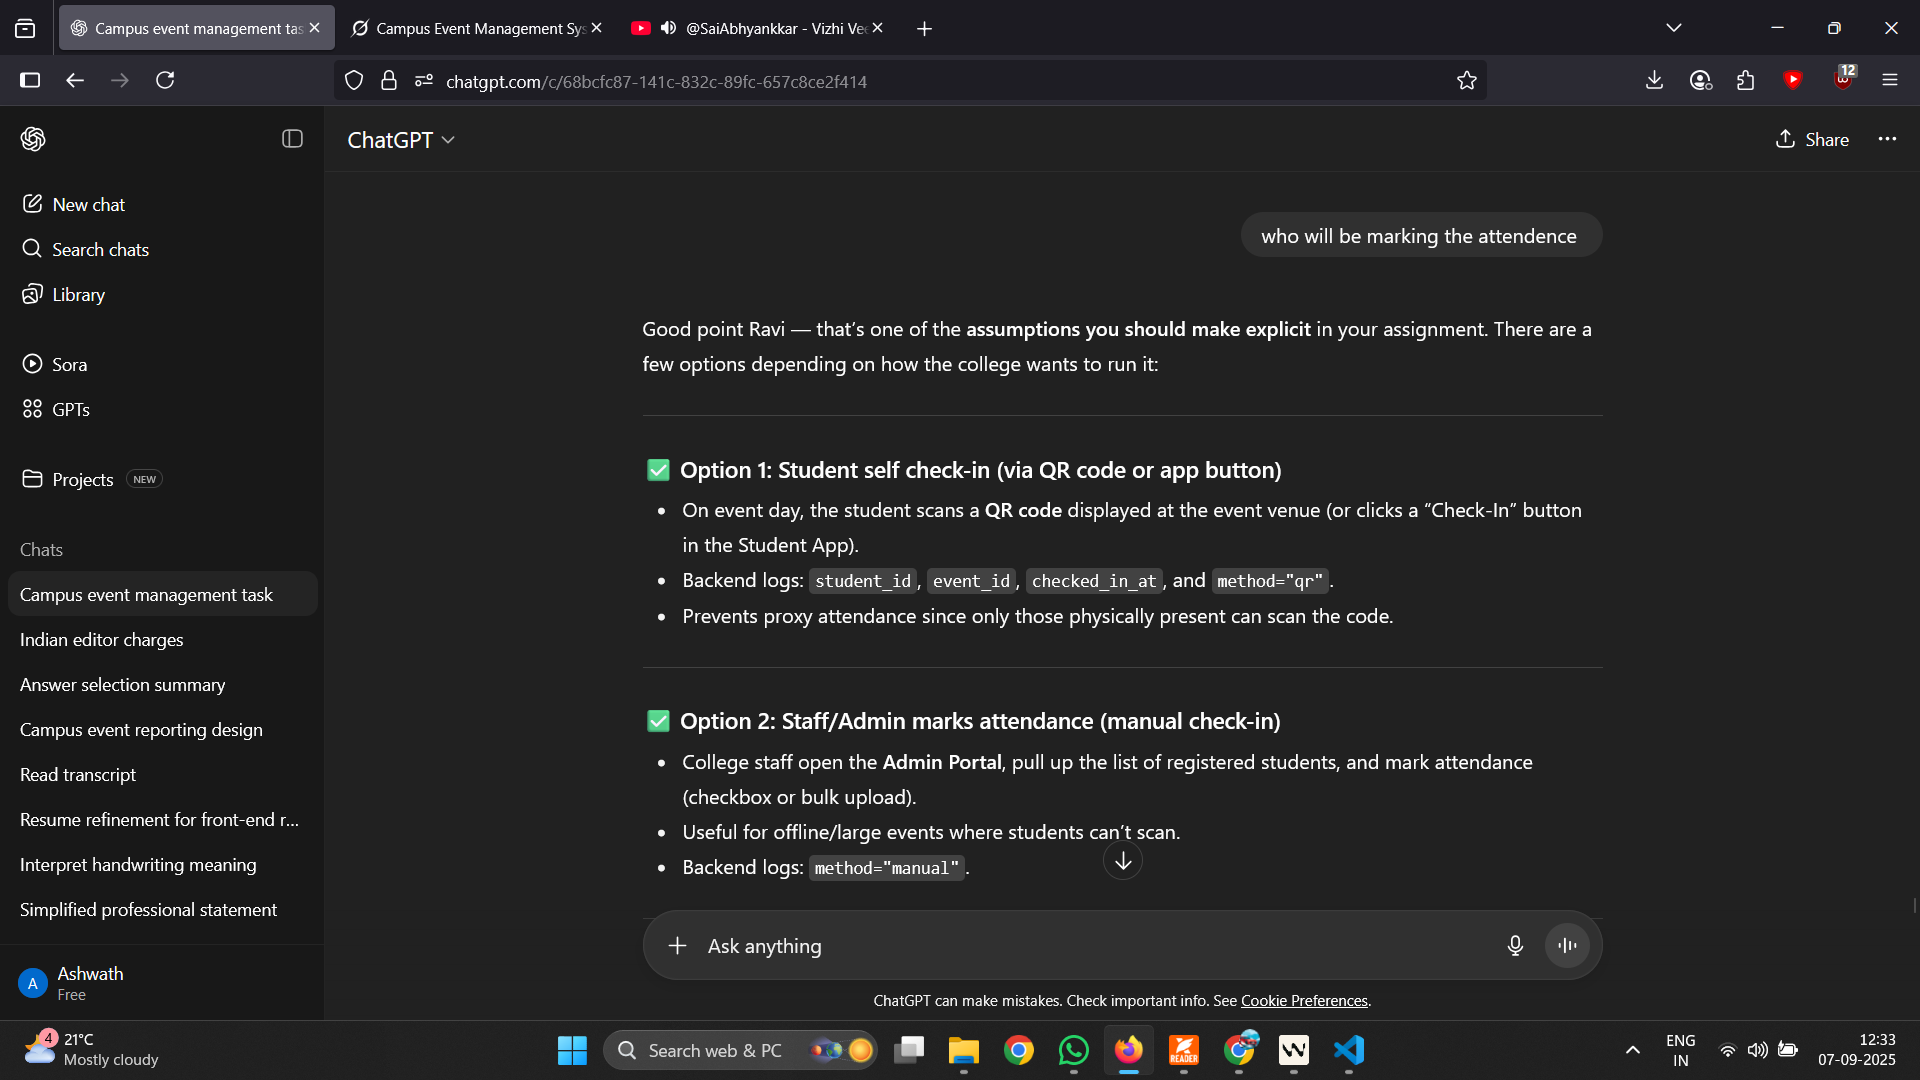 Campus event management tas
Campus Event Management Sys
@SaiAbhyankkar - Vizhi Vee
chatgpt.com/c/68bcfc87-141c-832c-89fc-657c8ce2f414
12
ChatGPT
Share
New chat
Search chats
Library
Sora
GPTs
Projects NEW
Chats
Campus event management task
Indian editor charges
Answer selection summary
Campus event reporting design
Read transcript
Resume refinement for front-end r...
Interpret handwriting meaning
Simplified professional statement
A
Ashwath
Free
who will be marking the attendence
Good point Ravi — that’s one of the assumptions you should make explicit in your assignment. There are a
few options depending on how the college wants to run it:
Option 1: Student self check-in (via QR code or app button)
• On event day, the student scans a QR code displayed at the event venue (or clicks a “Check-In” button
in the Student App).
• Backend logs: student_id, event_id, checked_in_at, and method="qr".
• Prevents proxy attendance since only those physically present can scan the code.
Option 2: Staff/Admin marks attendance (manual check-in)
• College staff open the Admin Portal, pull up the list of registered students, and mark attendance
(checkbox or bulk upload).
• Useful for offline/large events where students can’t scan.
• Backend logs: method="manual".
Ask anything
ChatGPT can make mistakes. Check important info. See Cookie Preferences.
4
21°C
Mostly cloudy
Search web & PC
READER
ENG
IN
12:33
07-09-2025